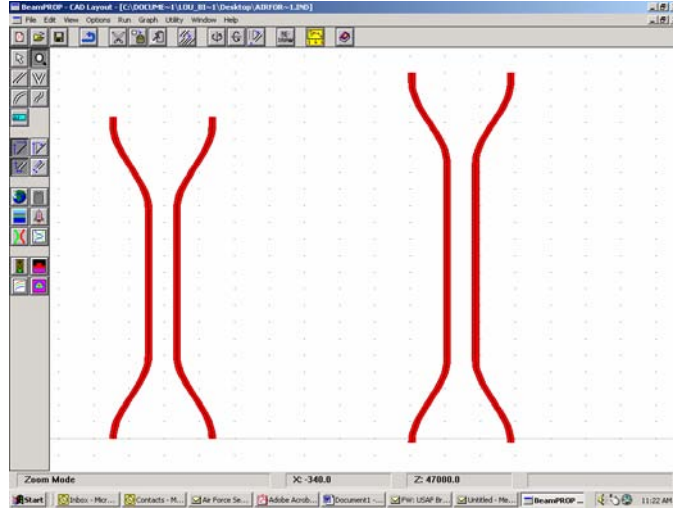 BeamPROP - CAD Layout - [C:\DOCUME~1\LOU_BI~1\Desktop\AIRFOR~1.IND]
File Edit View Options Run Graph Utility Window Help
Zoom Mode X: -340.0 Z: 47000.0
Start Inbox - Micr... Contacts - M... Air Force Se... Adobe Acrob... Document1 -... FW: USAF Br... Untitled - Me... BeamPROP - ... 11:22 AM